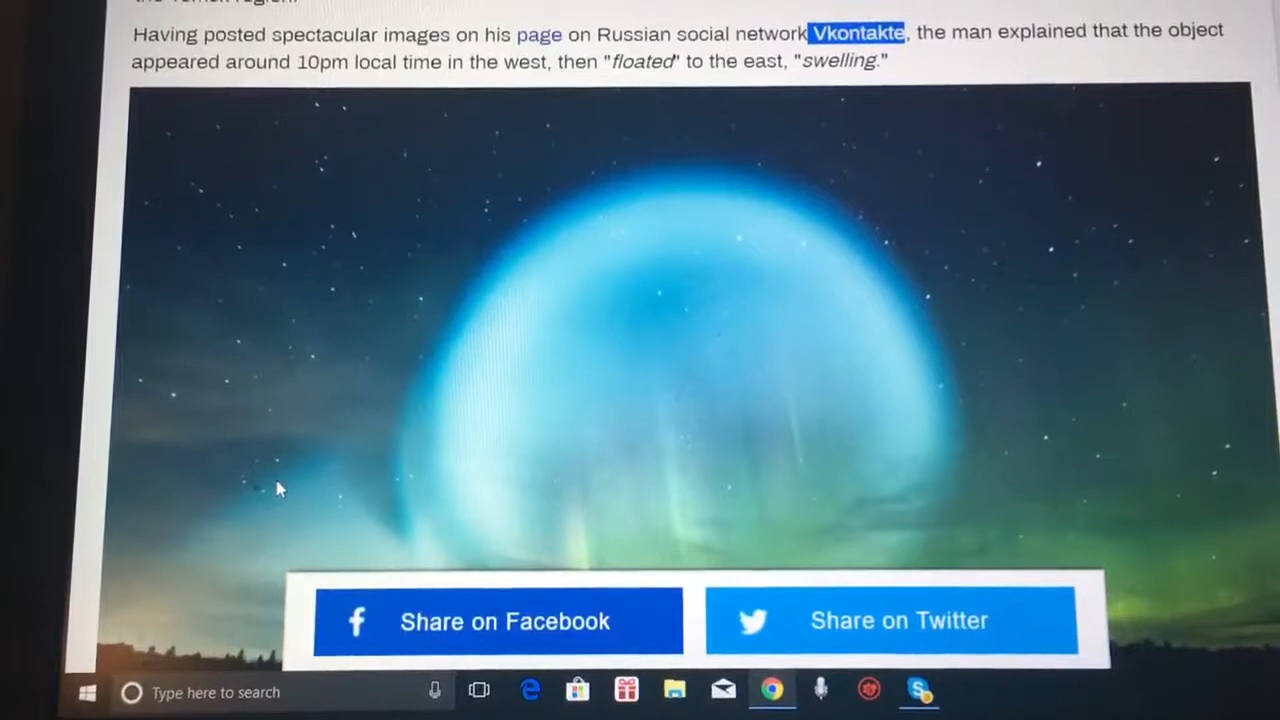 Having posted spectacular images on his page on Russian social network Vkontakte, the man explained that the object
appeared around 10pm local time in the west, then "floated" to the east, "swelling."
Share on Facebook
Share on Twitter
Type here to search